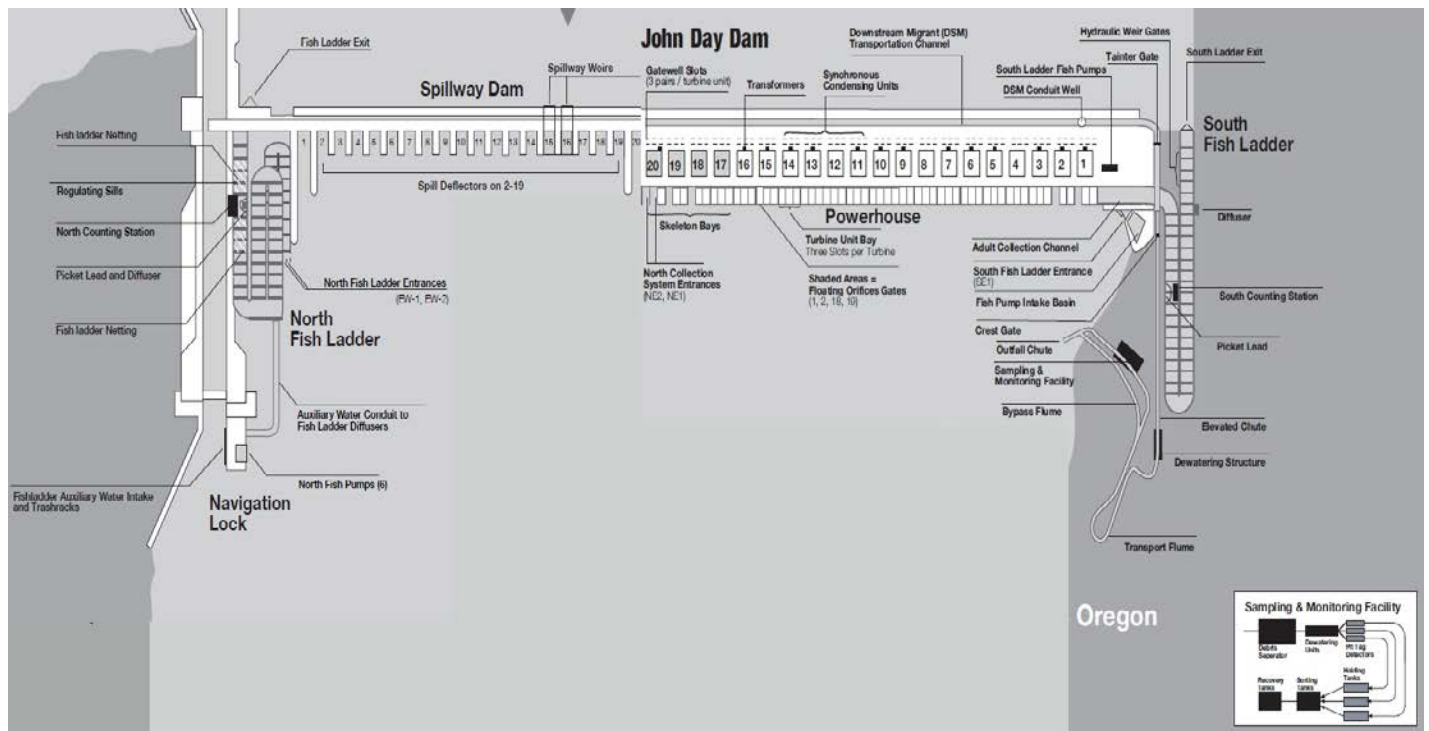 John Day Dam
Fish Ladder Exit
Spillway Woirs
Spillway Dam
Gatewell Slots
(3 pairs / turbine unit)
Transformers
Downstream Migrant (DSM)
Transportation Channel
Synchronous
Condensing Units
South Ladder Fish Pumps
DSM Conduit Well
Hydraulic Weir Gates
Tainter Gate
South Ladder Exit
South
Fish Ladder
Fish ladder Netting
Regulating Sills
North Counting Station
Picket Lead and Diffuser
Fish ladder Netting
1 2 3 4 5 6 7 8 9 10 11 12 13 14 15 16 17 18 19 20
20 19 18 17 16 15 14 13 12 11 10 9 8 7 6 5 4 3 2 1
Spill Deflectors on 2-19
Skeleton Bays
Powerhouse
Turbine Unit Bay
Three Slots per Turbine
North Fish Ladder Entrances
(EW-1, EW-2)
North
Fish Ladder
North Collection
System Entrances
(NE2, NE1)
Shaded Areas =
Floating Orifices Gates
(1, 2, 18, 19)
Adult Collection Channel
South Fish Ladder Entrance
(SE1)
Fish Pump Intake Basin
Diffuser
South Counting Station
Picket Lead
Crest Gate
Outfall Chute
Sampling &
Monitoring Facility
Bypass Flume
Elevated Chute
Dewatering Structure
Transport Flume
Auxiliary Water Conduit to
Fish Ladder Diffusers
North Fish Pumps (6)
Fishladder Auxiliary Water Intake
and Trashracks
Navigation
Lock
Oregon
Sampling & Monitoring Facility
Debris
Separator
Dewatering
Units
Pit Tag
Detectors
Recovery
Tanks
Sorting
Tanks
Holding
Tanks